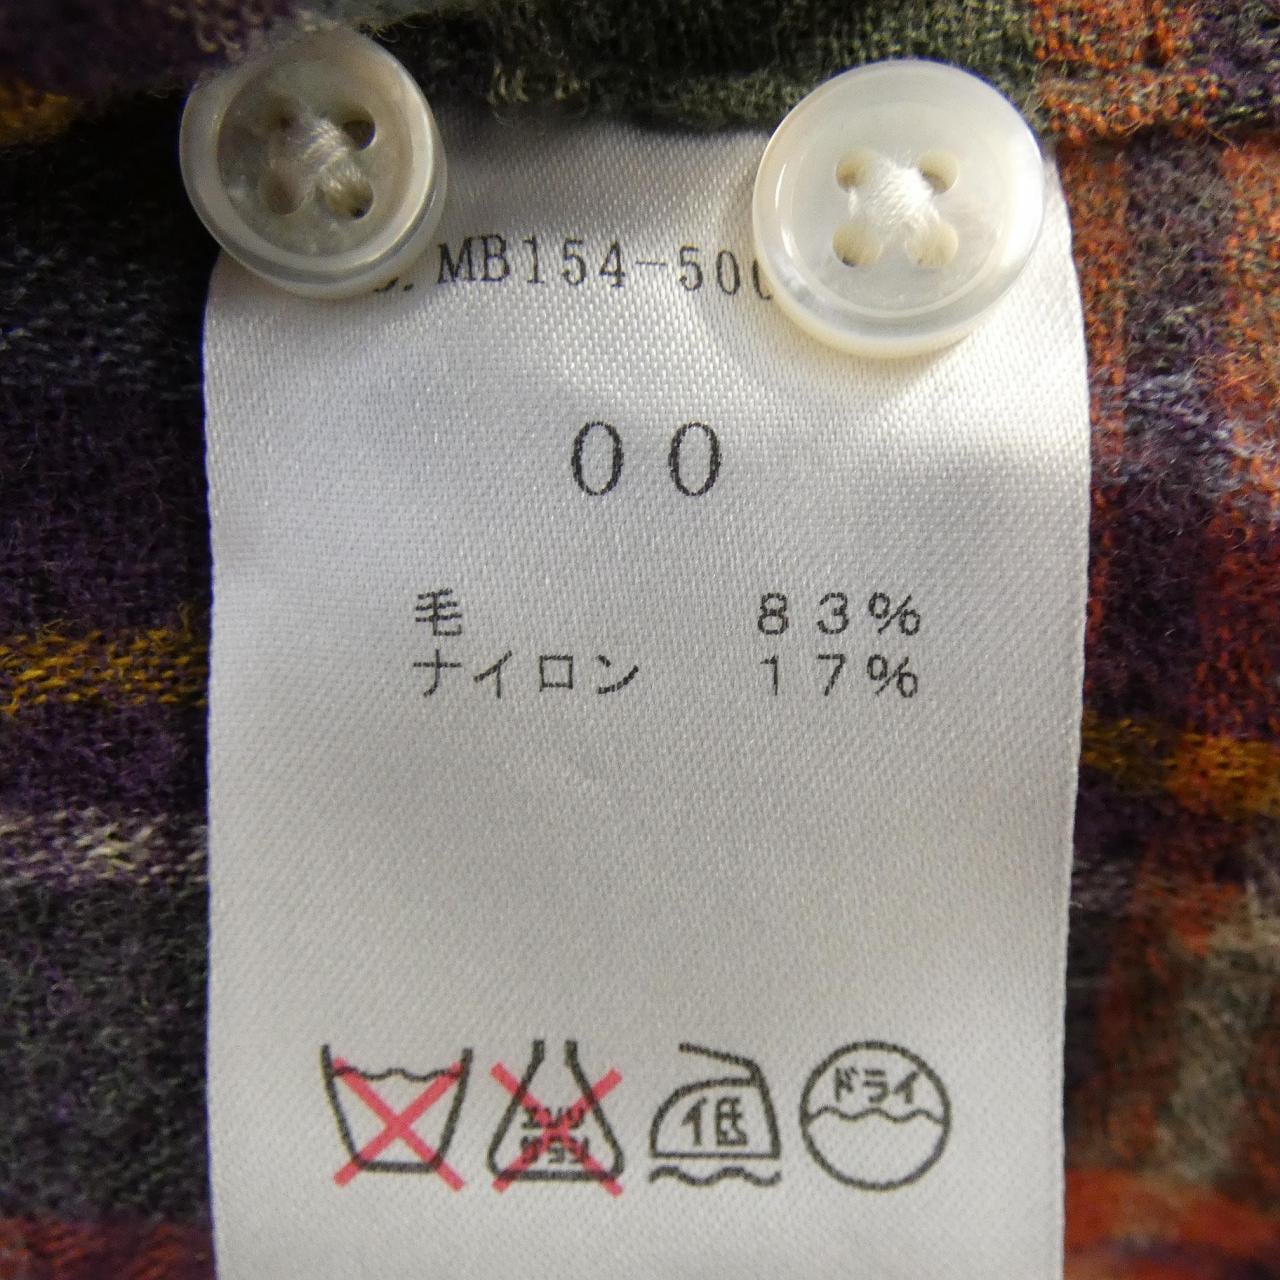 MB154-50
00
毛 83%
ナイロン 17%
エンソ サラシ
低
ドライ